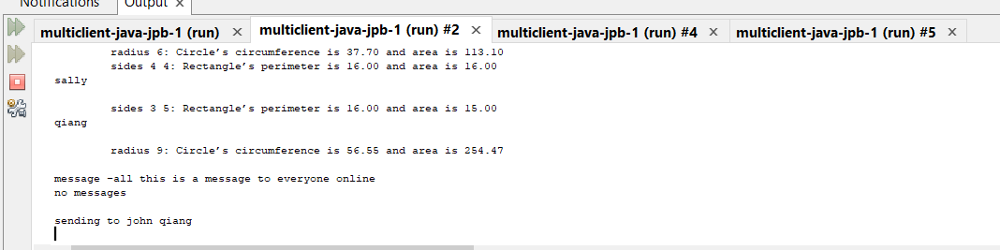 Notifications Output ×
multiclient-java-jpb-1 (run) × multiclient-java-jpb-1 (run) #2 × multiclient-java-jpb-1 (run) #4 × multiclient-java-jpb-1 (run) #5 ×
radius 6: Circle's circumference is 37.70 and area is 113.10
sides 4 4: Rectangle's perimeter is 16.00 and area is 16.00
sally
sides 3 5: Rectangle's perimeter is 16.00 and area is 15.00
qiang
radius 9: Circle's circumference is 56.55 and area is 254.47
message -all this is a message to everyone online
no messages
sending to john qiang